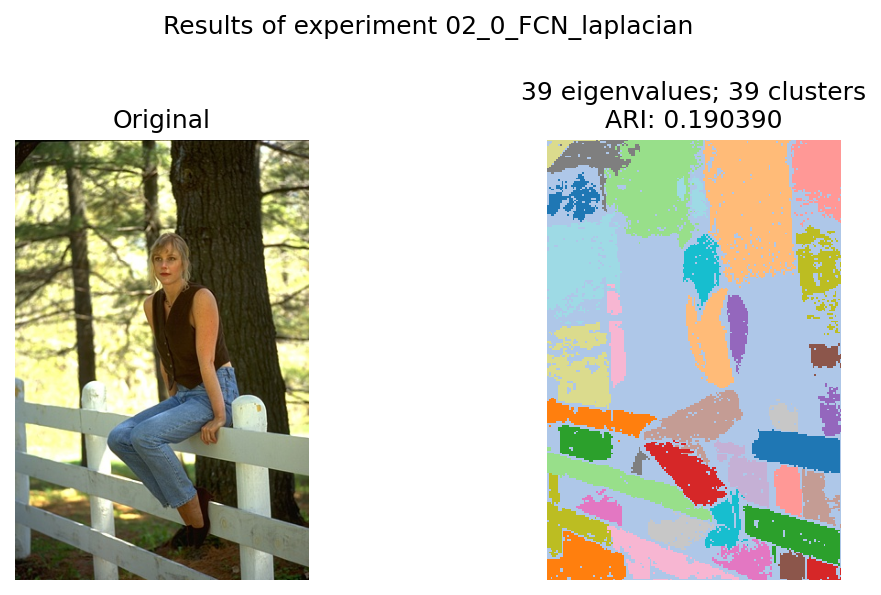 Results of experiment 02_0_FCN_laplacian
Original
39 eigenvalues; 39 clusters
ARI: 0.190390